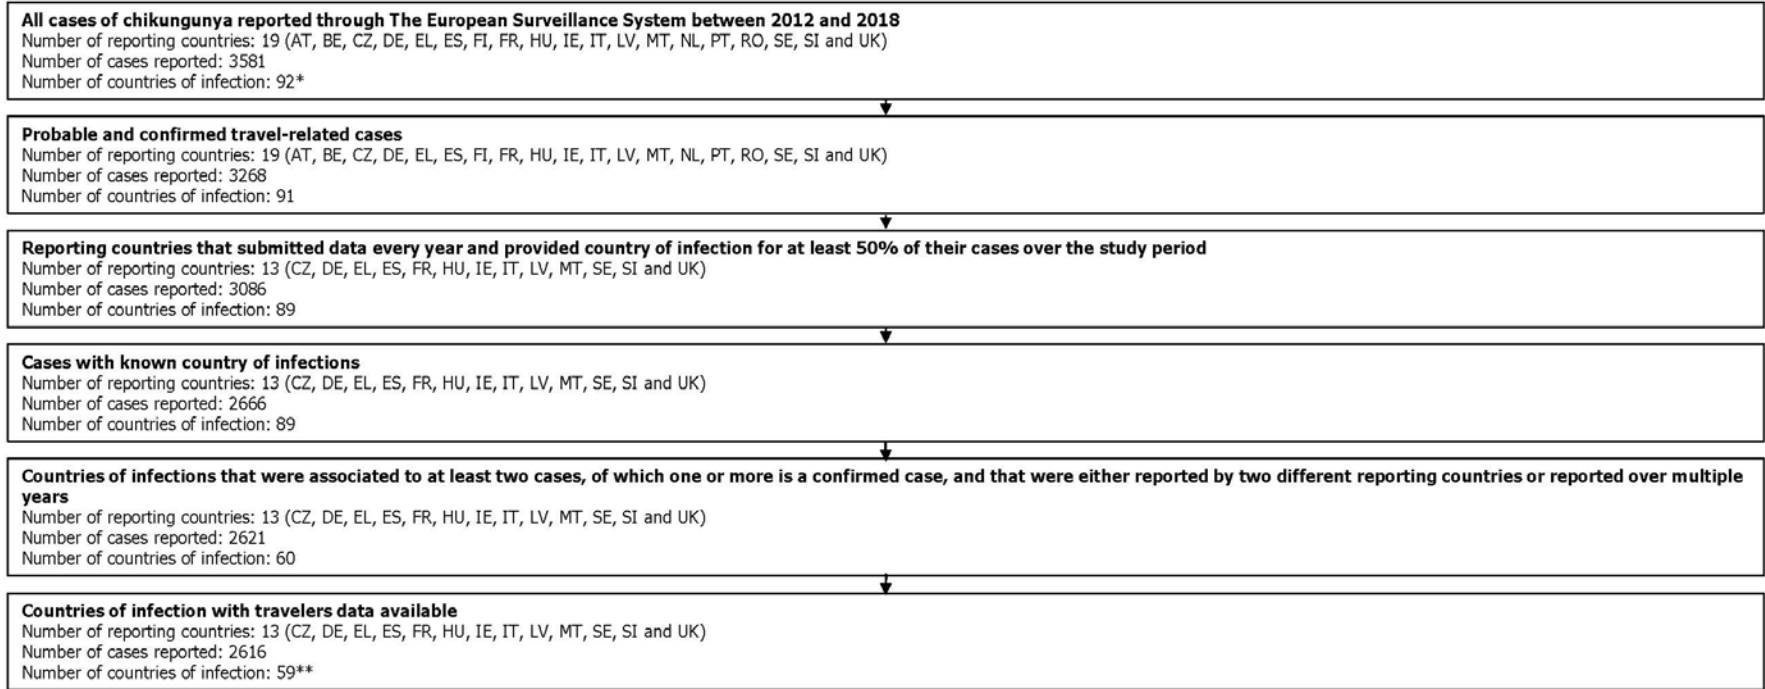 All cases of chikungunya reported through The European Surveillance System between 2012 and 2018
Number of reporting countries: 19 (AT, BE, CZ, DE, EL, ES, FI, FR, HU, IE, IT, LV, MT, NL, PT, RO, SE, SI and UK)
Number of cases reported: 3581
Number of countries of infection: 92*
Probable and confirmed travel-related cases
Number of reporting countries: 19 (AT, BE, CZ, DE, EL, ES, FI, FR, HU, IE, IT, LV, MT, NL, PT, RO, SE, SI and UK)
Number of cases reported: 3268
Number of countries of infection: 91
Reporting countries that submitted data every year and provided country of infection for at least 50% of their cases over the study period
Number of reporting countries: 13 (CZ, DE, EL, ES, FR, HU, IE, IT, LV, MT, SE, SI and UK)
Number of cases reported: 3086
Number of countries of infection: 89
Cases with known country of infections
Number of reporting countries: 13 (CZ, DE, EL, ES, FR, HU, IE, IT, LV, MT, SE, SI and UK)
Number of cases reported: 2666
Number of countries of infection: 89
Countries of infections that were associated to at least two cases, of which one or more is a confirmed case, and that were either reported by two different reporting countries or reported over multiple
years
Number of reporting countries: 13 (CZ, DE, EL, ES, FR, HU, IE, IT, LV, MT, SE, SI and UK)
Number of cases reported: 2621
Number of countries of infection: 60
Countries of infection with travelers data available
Number of reporting countries: 13 (CZ, DE, EL, ES, FR, HU, IE, IT, LV, MT, SE, SI and UK)
Number of cases reported: 2616
Number of countries of infection: 59**